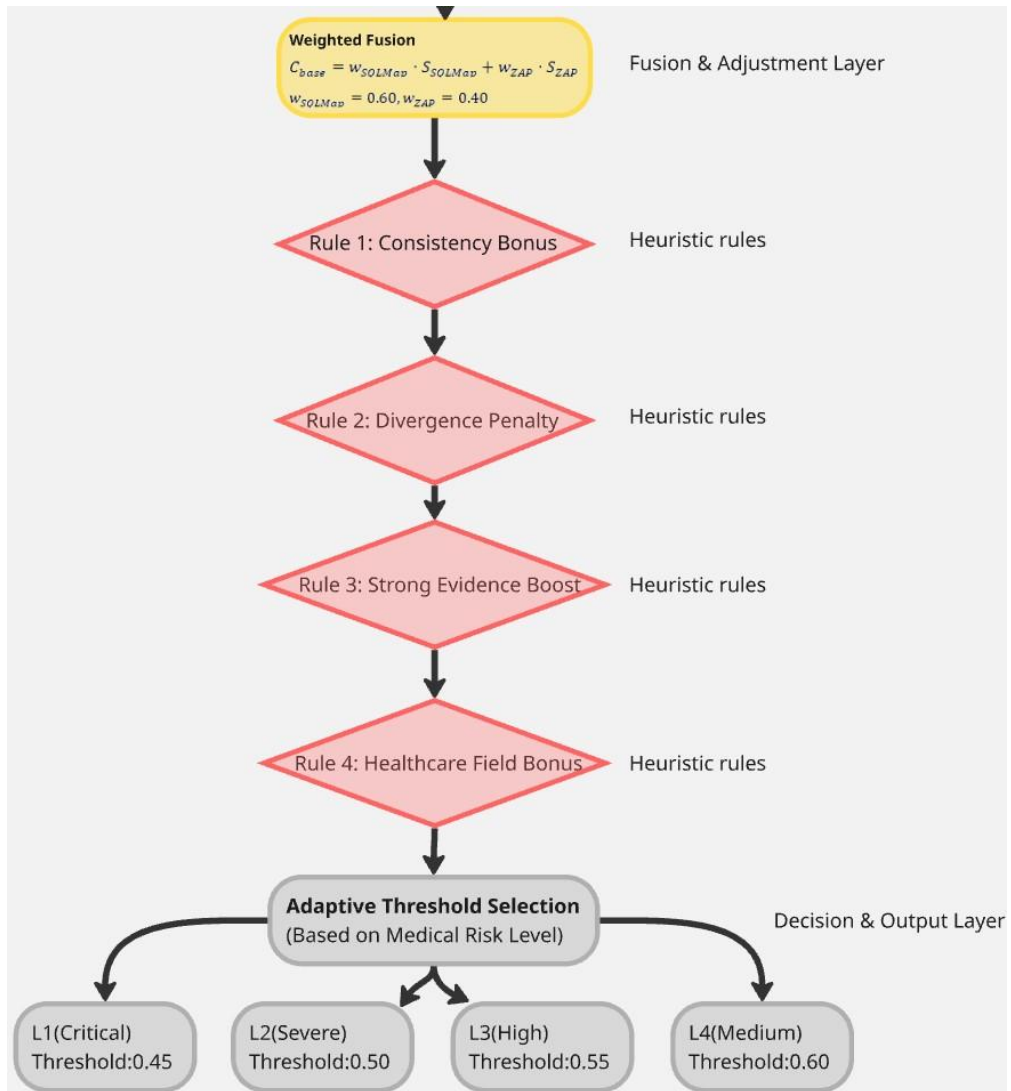 Weighted Fusion
Fusion & Adjustment Layer
C_base = w_SQLMap · S_SQLMap + w_ZAP · S_ZAP
w_SQLMap = 0.60, w_ZAP = 0.40
Rule 1: Consistency Bonus
Heuristic rules
Rule 2: Divergence Penalty
Heuristic rules
Rule 3: Strong Evidence Boost
Heuristic rules
Rule 4: Healthcare Field Bonus
Heuristic rules
Adaptive Threshold Selection
(Based on Medical Risk Level)
Decision & Output Layer
L1(Critical)
Threshold:0.45
L2(Severe)
Threshold:0.50
L3(High)
Threshold:0.55
L4(Medium)
Threshold:0.60